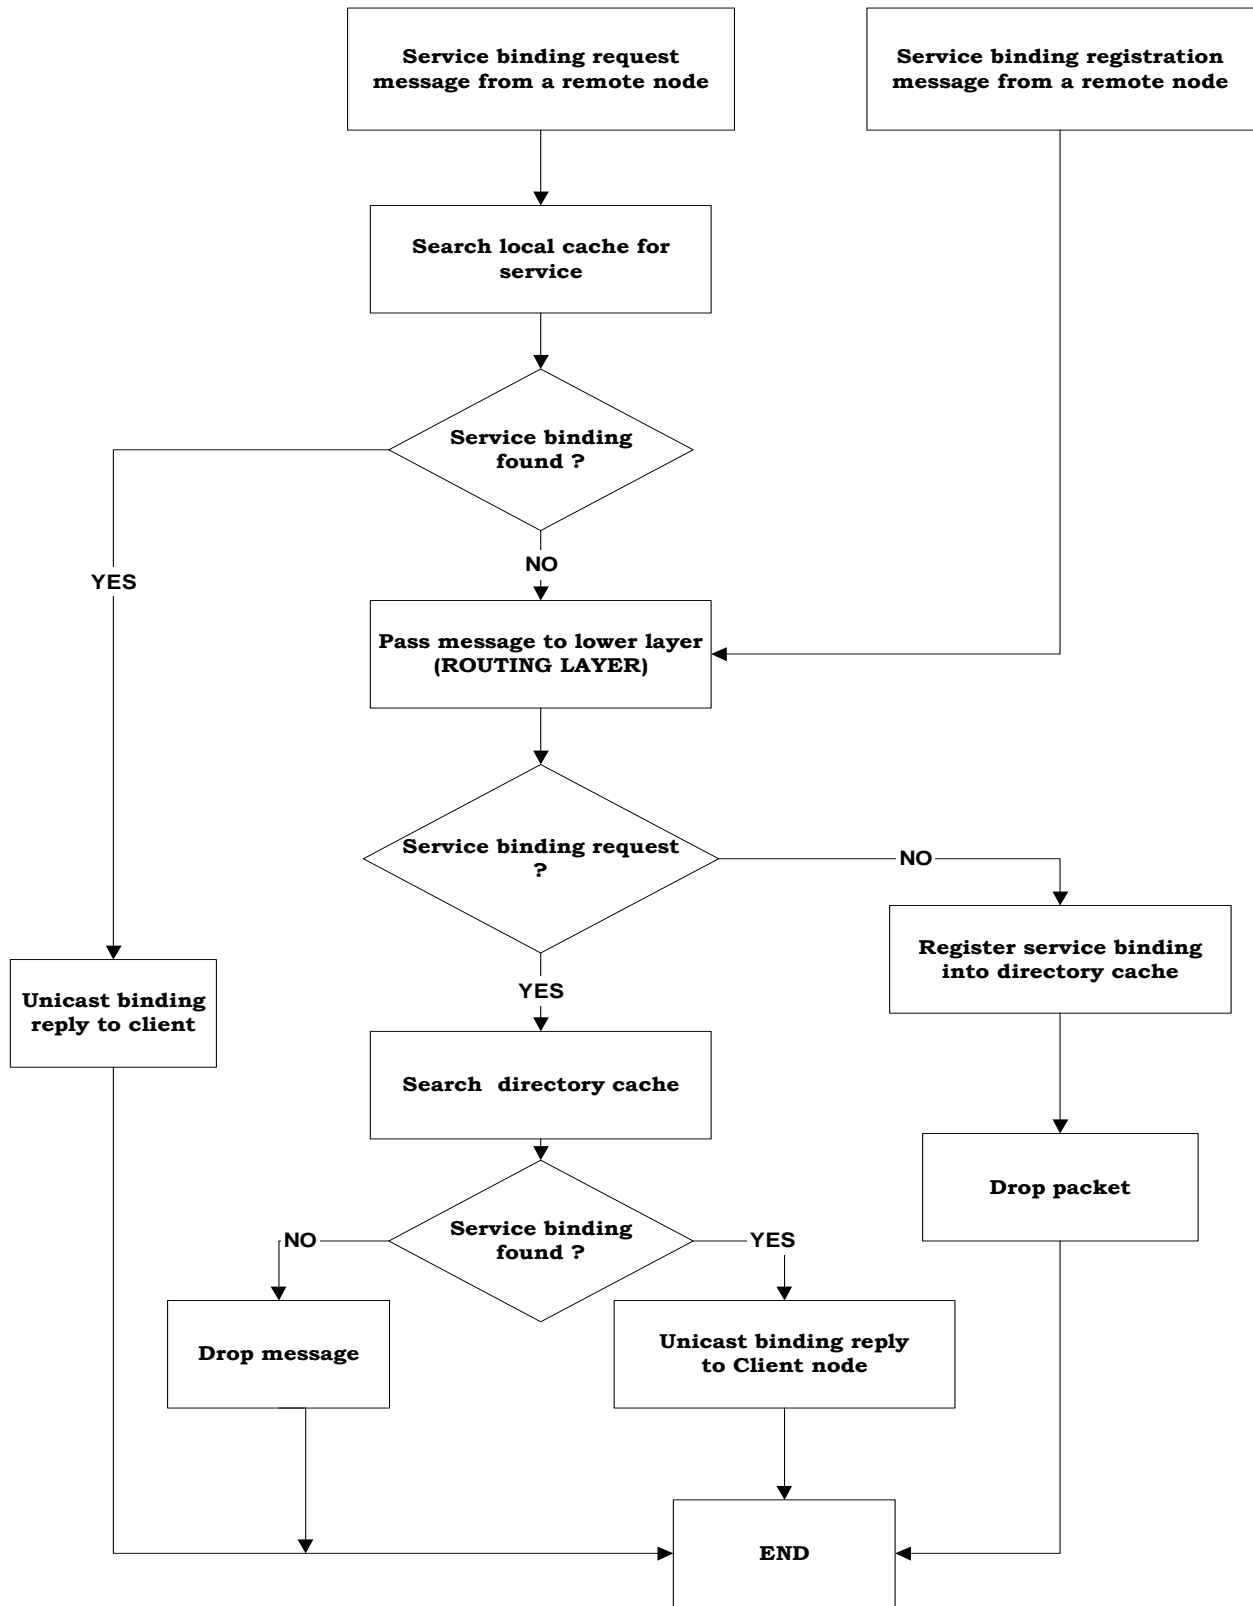 Service binding request
message from a remote node
Service binding registration
message from a remote node
Search local cache for
service
Service binding
found ?
YES
NO
Pass message to lower layer
(ROUTING LAYER)
Service binding request
?
NO
Register service binding
into directory cache
Unicast binding
reply to client
YES
Search  directory cache
Drop packet
Service binding
found ?
NO
YES
Drop message
Unicast binding reply
to Client node
END